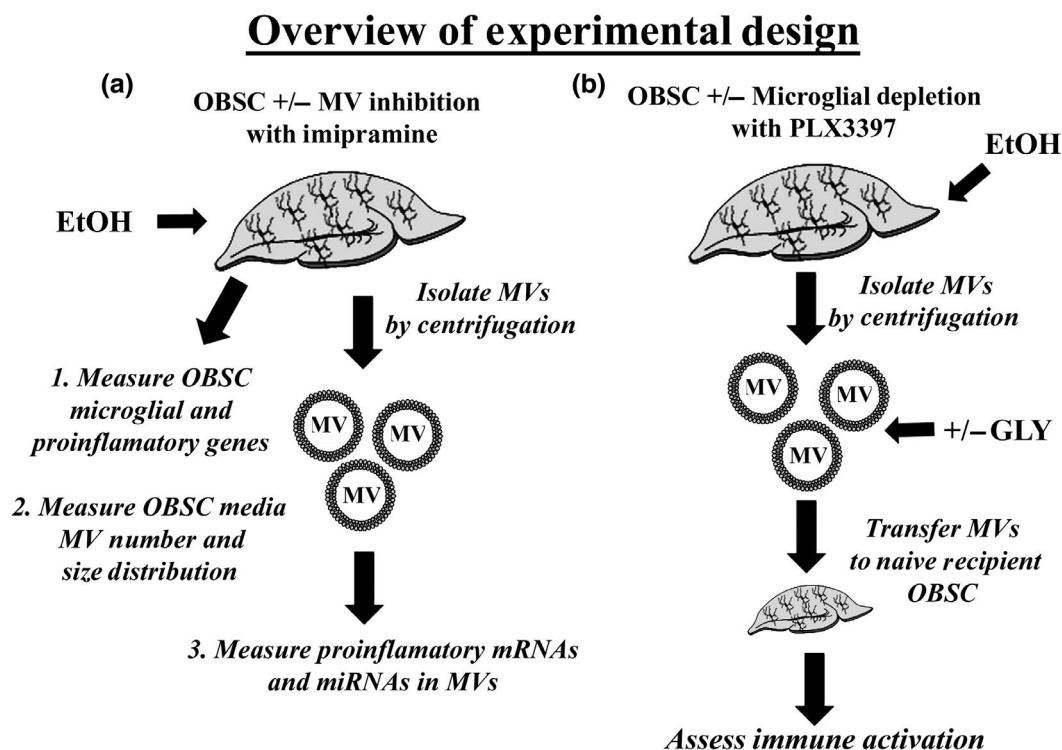 Overview of experimental design
(a)
OBSC +/− MV inhibition
with imipramine
EtOH
Isolate MVs
by centrifugation
1. Measure OBSC
microglial and
proinflamatory genes
MV
MV
MV
2. Measure OBSC media
MV number and
size distribution
3. Measure proinflamatory mRNAs
and miRNAs in MVs
(b)
OBSC +/− Microglial depletion
with PLX3397
EtOH
Isolate MVs
by centrifugation
MV
MV
MV
+/− GLY
Transfer MVs
to naive recipient
OBSC
Assess immune activation